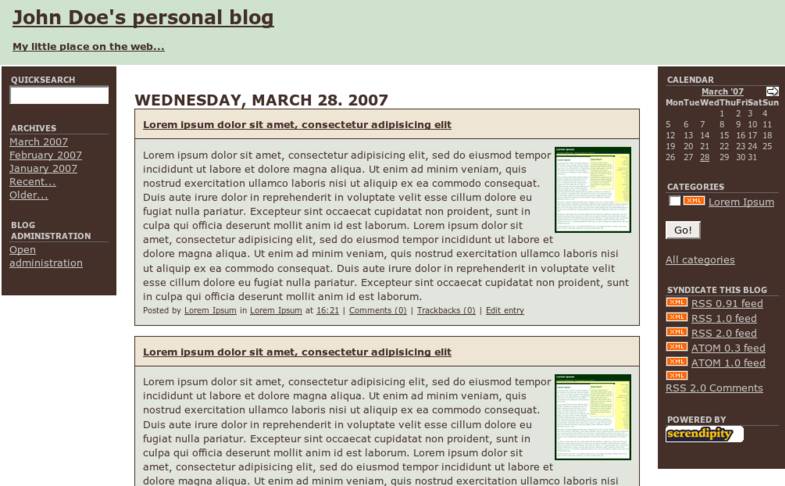 John Doe's personal blog
My little place on the web...
QUICKSEARCH
ARCHIVES
March 2007
February 2007
January 2007
Recent...
Older...
BLOG
ADMINISTRATION
Open
administration
WEDNESDAY, MARCH 28. 2007
Lorem ipsum dolor sit amet, consectetur adipisicing elit
Lorem ipsum dolor sit amet, consectetur adipisicing elit, sed do eiusmod tempor
incididunt ut labore et dolore magna aliqua. Ut enim ad minim veniam, quis
nostrud exercitation ullamco laboris nisi ut aliquip ex ea commodo consequat.
Duis aute irure dolor in reprehenderit in voluptate velit esse cillum dolore eu
fugiat nulla pariatur. Excepteur sint occaecat cupidatat non proident, sunt in
culpa qui officia deserunt mollit anim id est laborum. Lorem ipsum dolor sit
amet, consectetur adipisicing elit, sed do eiusmod tempor incididunt ut labore et
dolore magna aliqua. Ut enim ad minim veniam, quis nostrud exercitation ullamco laboris nisi
ut aliquip ex ea commodo consequat. Duis aute irure dolor in reprehenderit in voluptate velit
esse cillum dolore eu fugiat nulla pariatur. Excepteur sint occaecat cupidatat non proident, sunt
in culpa qui officia deserunt mollit anim id est laborum.
Posted by Lorem Ipsum in Lorem Ipsum at 16:21 | Comments (0) | Trackbacks (0) | Edit entry
Lorem ipsum dolor sit amet, consectetur adipisicing elit
Lorem ipsum dolor sit amet, consectetur adipisicing elit, sed do eiusmod tempor
incididunt ut labore et dolore magna aliqua. Ut enim ad minim veniam, quis
nostrud exercitation ullamco laboris nisi ut aliquip ex ea commodo consequat.
Duis aute irure dolor in reprehenderit in voluptate velit esse cillum dolore eu
fugiat nulla pariatur. Excepteur sint occaecat cupidatat non proident, sunt in
culpa qui officia deserunt mollit anim id est laborum. Lorem ipsum dolor sit
amet, consectetur adipisicing elit, sed do eiusmod tempor incididunt ut labore et
dolore magna aliqua. Ut enim ad minim veniam, quis nostrud exercitation ullamco laboris nisi
CALENDAR
March '07
Mon Tue Wed Thu Fri Sat Sun
1 2 3 4
5 6 7 8 9 10 11
12 13 14 15 16 17 18
19 20 21 22 23 24 25
26 27 28 29 30 31
CATEGORIES
XML Lorem Ipsum
Go!
All categories
SYNDICATE THIS BLOG
XML RSS 0.91 feed
XML RSS 1.0 feed
XML RSS 2.0 feed
XML ATOM 0.3 feed
XML ATOM 1.0 feed
XML
RSS 2.0 Comments
POWERED BY
serendipity